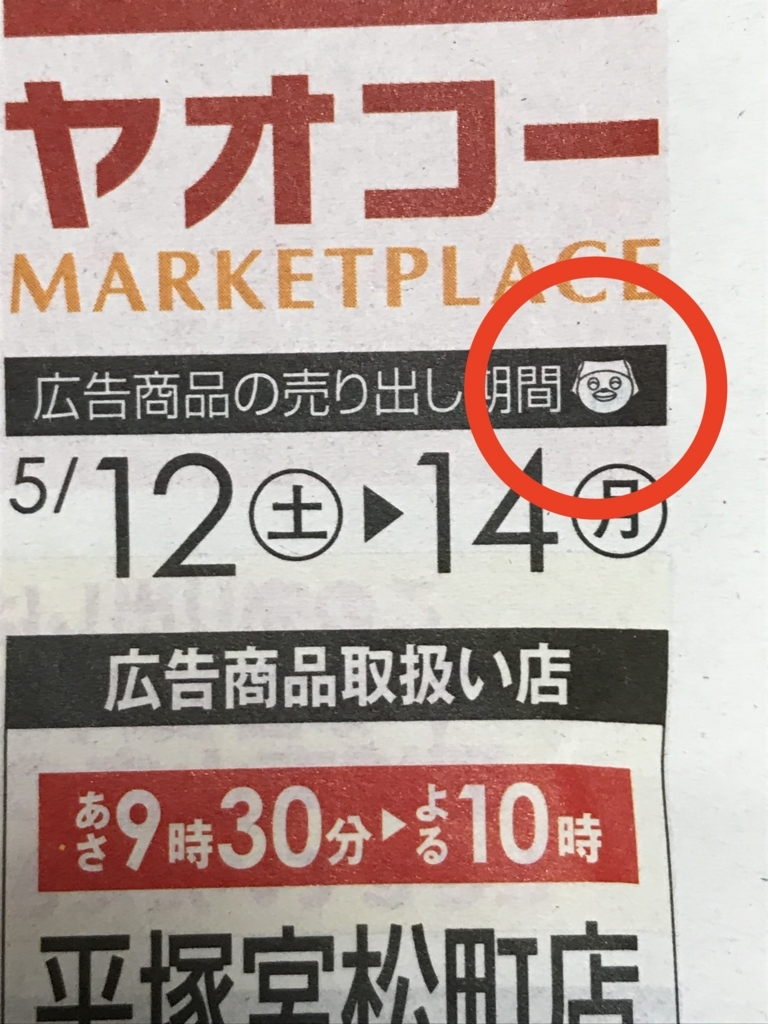 ヤオコー
MARKETPLACE
広告商品の売り出し期間
5/12㊏▶14㊊
広告商品取扱い店
あさ9時30分▶よる10時
平塚宮松町店